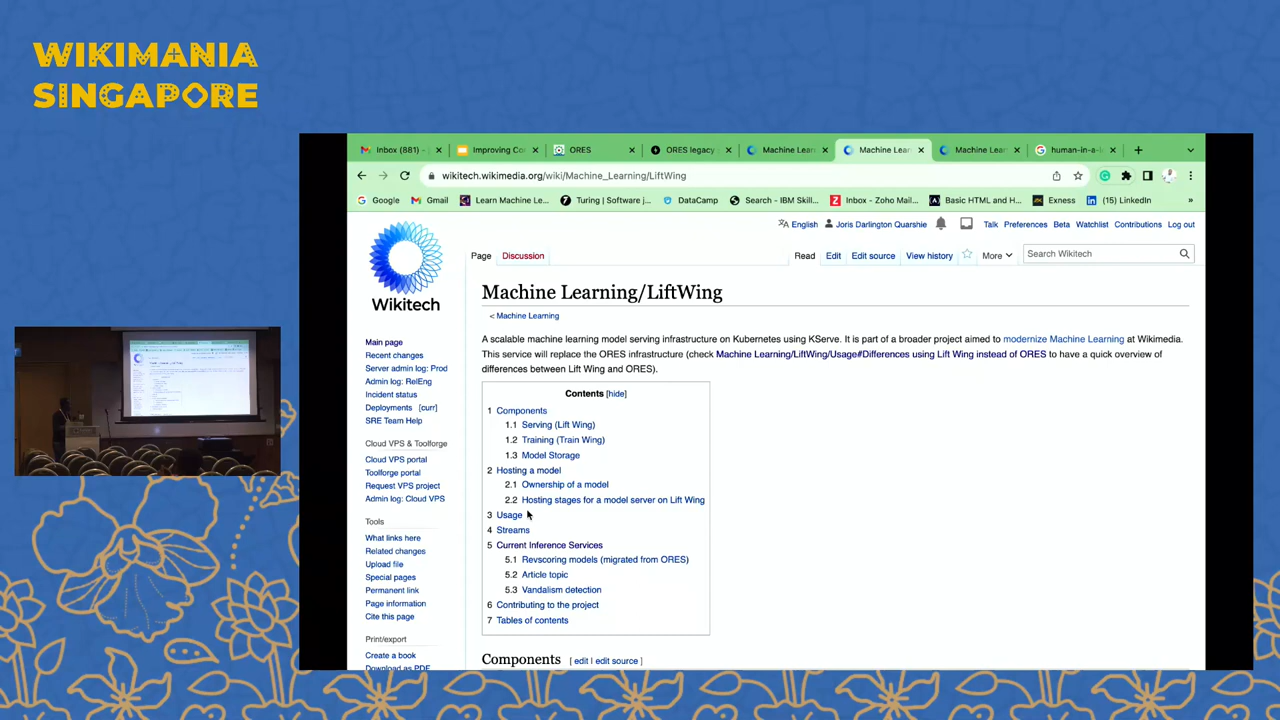 WIKIMANIA
SINGAPORE
Inbox (881) -
Improving Co
ORES
ORES legacy
Machine Lear
Machine Lear
Machine Lear
human-in-a-l
wikitech.wikimedia.org/wiki/Machine_Learning/LiftWing
Google
Gmail
Learn Machine Le...
Turing | Software j...
DataCamp
Search - IBM Skill...
Inbox - Zoho Mail...
Basic HTML and H...
Exness
(15) LinkedIn
»
English
Joris Darlington Quarshie
Talk Preferences Beta Watchlist Contributions Log out
Wikitech
Page Discussion
Read Edit Edit source View history
More
Search Wikitech
Machine Learning/LiftWing
< Machine Learning
A scalable machine learning model serving infrastructure on Kubernetes using KServe. It is part of a broader project aimed to modernize Machine Learning at Wikimedia.
This service will replace the ORES infrastructure (check Machine Learning/LiftWing/Usage#Differences using Lift Wing instead of ORES to have a quick overview of
differences between Lift Wing and ORES).
Contents [hide]
1 Components
1.1 Serving (Lift Wing)
1.2 Training (Train Wing)
1.3 Model Storage
2 Hosting a model
2.1 Ownership of a model
2.2 Hosting stages for a model server on Lift Wing
3 Usage
4 Streams
5 Current Inference Services
5.1 Revscoring models (migrated from ORES)
5.2 Article topic
5.3 Vandalism detection
6 Contributing to the project
7 Tables of contents
Components [ edit | edit source ]
Main page
Recent changes
Server admin log: Prod
Admin log: RelEng
Incident status
Deployments [curr]
SRE Team Help
Cloud VPS & Toolforge
Cloud VPS portal
Toolforge portal
Request VPS project
Admin log: Cloud VPS
Tools
What links here
Related changes
Upload file
Special pages
Permanent link
Page information
Cite this page
Print/export
Create a book
Download as PDF